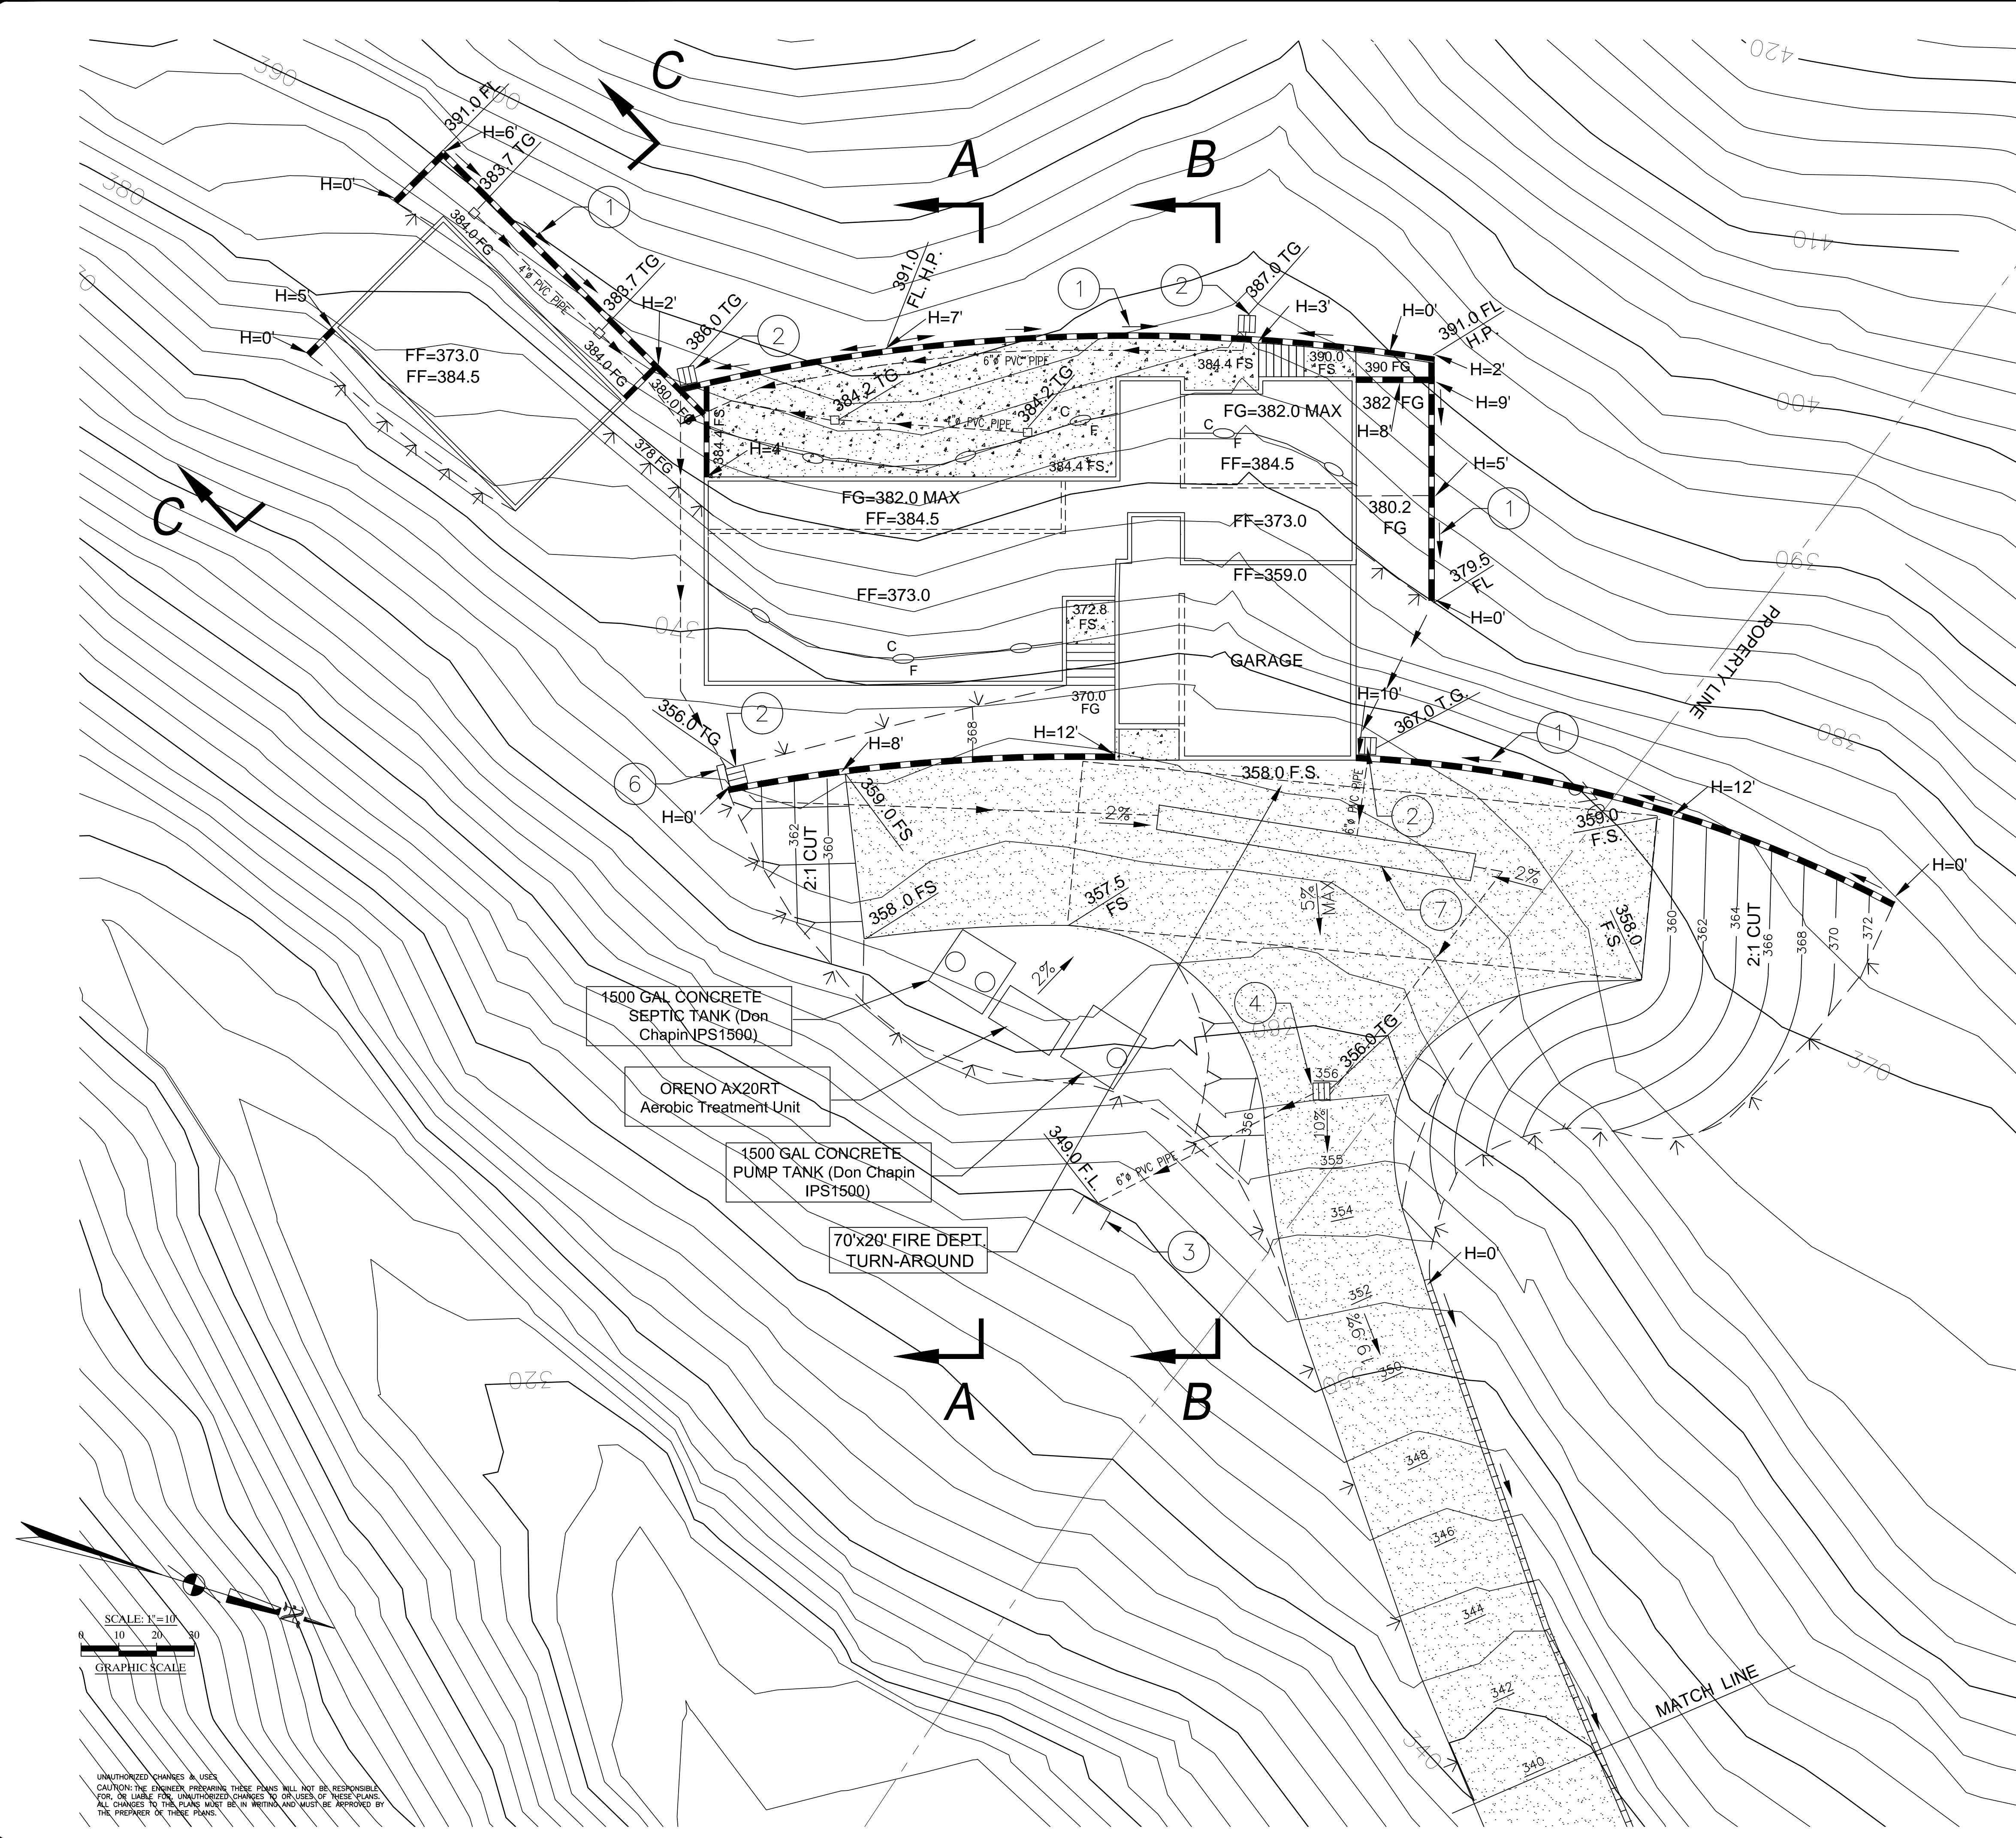 420
390
C
391.0 FL
H=6'
383.7 TG
H=0'
380
1
A
B
410
384.0 FG
4"ø PVC PIPE
383.7 TG
H=2'
386.0 TG
391.0
FL. H.P.
1
2
387.0 TG
H=3'
H=0'
391.0 FL
H.P.
H=5'
H=0'
H=7'
2
FF=373.0
FF=384.5
384.0 FG
380.0 FG
6"ø PVC PIPE
384.2 TG
384.2 TG
384.4 FS
390.0
FS
390 FG
H=2'
382 FG
H=9'
H=8'
400
FG=382.0 MAX
C
F
4"ø PVC PIPE
C
F
384.4 FS
378 FG
H=4'
384.4 FS
FF=384.5
H=5'
C
FG=382.0 MAX
FF=384.5
FF=373.0
380.2
FG
1
FF=373.0
FF=359.0
379.5
FL
390
H=0'
372.8
FS
370
C
F
GARAGE
PROPERTY LINE
370.0
FG
H=10'
367.0 T.G.
356.0 TG
2
368
H=12'
1
380
H=8'
6
H=0'
359.0 FS
358.0 F.S.
6"ø PVC PIPE
2
H=12'
359.0
F.S.
H=0'
362
2:1 CUT
360
2%
2%
358 .0 FS
357.5
FS
5%
MAX
7
358.0
F.S.
360
362
364
2:1 CUT
366
368
370
372
1500 GAL CONCRETE
SEPTIC TANK (Don
Chapin IPS1500)
2%
4
360
356.0 TG
370
ORENO AX20RT
Aerobic Treatment Unit
356
356
10%
349.0 F.L.
355
1500 GAL CONCRETE
PUMP TANK (Don Chapin
IPS1500)
6"ø PVC PIPE
354
70'x20' FIRE DEPT.
TURN-AROUND
3
H=0'
352
19.9%
350
350
320
A
B
348
346
SCALE: 1"=10'
0 10 20 30
GRAPHIC SCALE
344
342
MATCH LINE
340
340
UNAUTHORIZED CHANGES & USES
CAUTION: THE ENGINEER PREPARING THESE PLANS WILL NOT BE RESPONSIBLE
FOR, OR LIABLE FOR, UNAUTHORIZED CHANGES TO OR USES OF THESE PLANS.
ALL CHANGES TO THE PLANS MUST BE IN WRITING AND MUST BE APPROVED BY
THE PREPARER OF THESE PLANS.